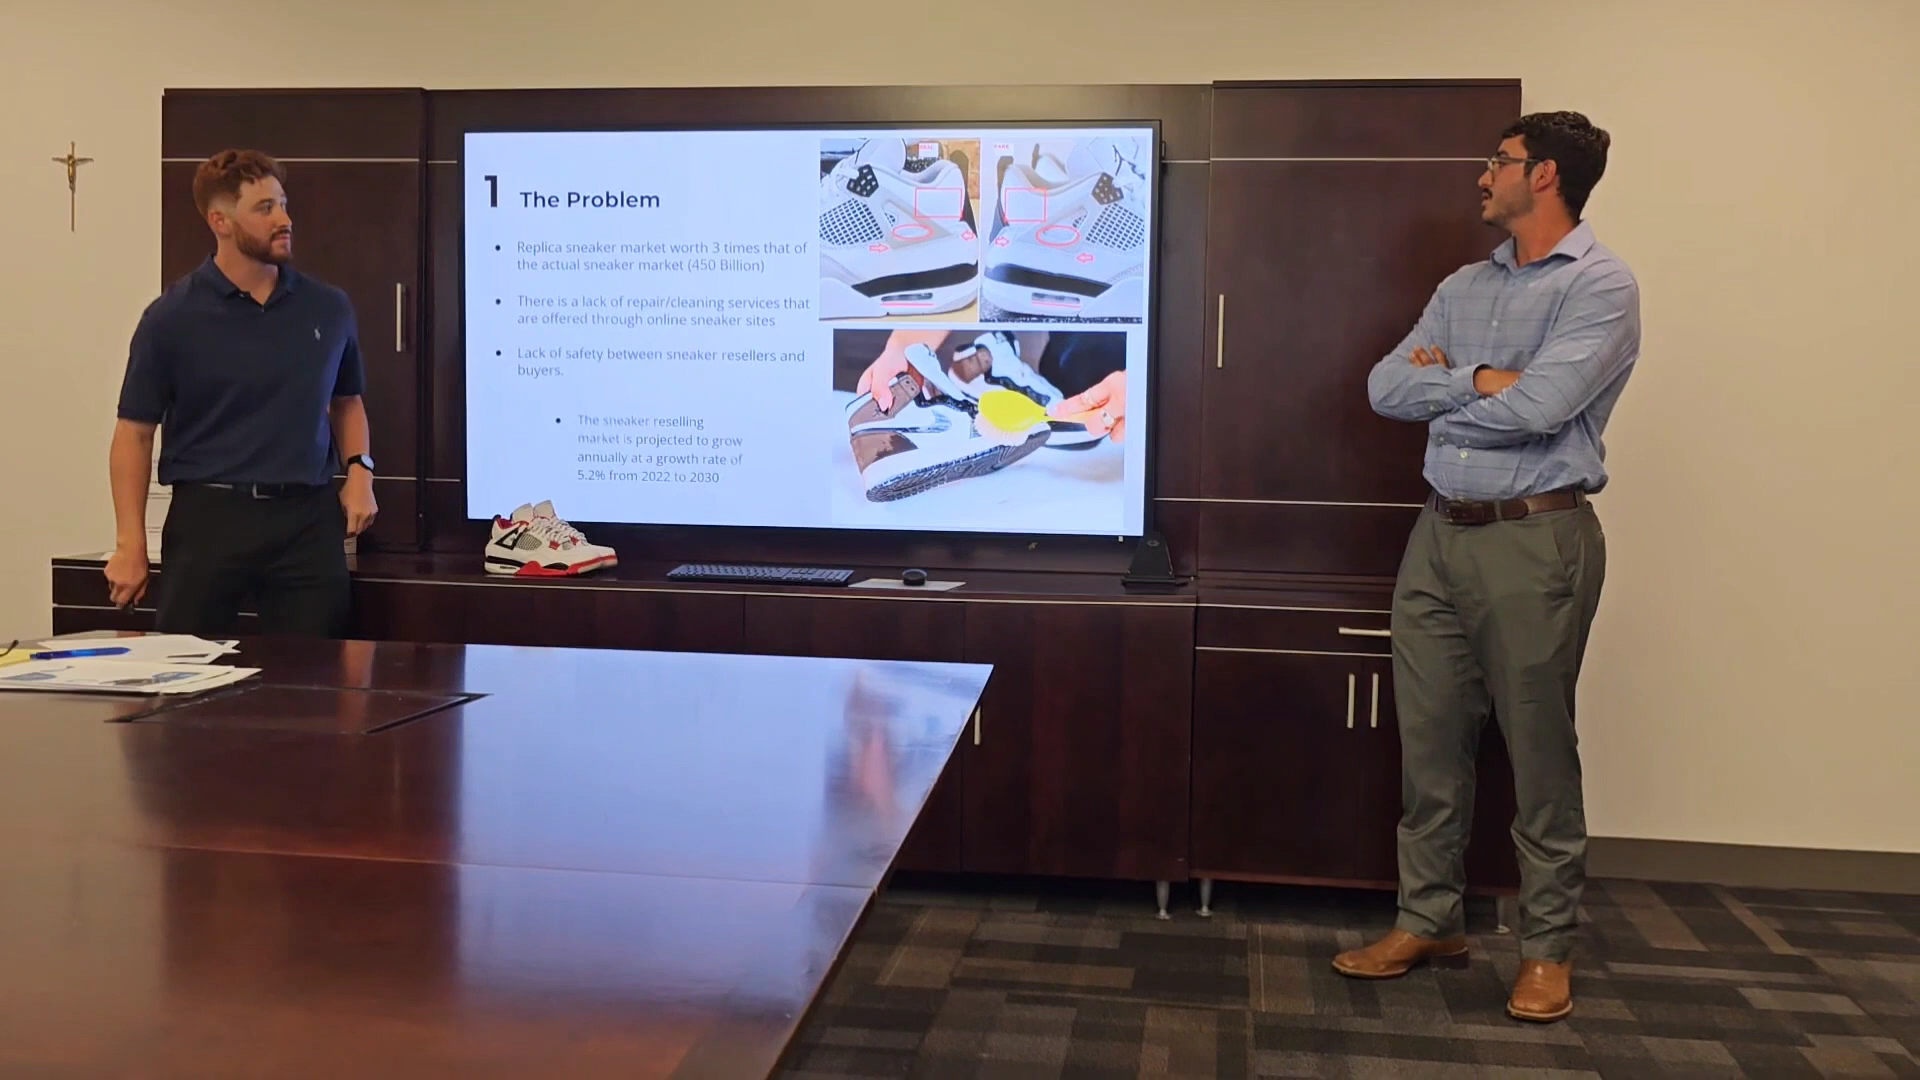 1 The Problem
Replica sneaker market worth 3 times that of
the actual sneaker market (450 Billion)
There is a lack of repair/cleaning services that
are offered through online sneaker sites
Lack of safety between sneaker resellers and
buyers.
The sneaker reselling
market is projected to grow
annually at a growth rate of
5.2% from 2022 to 2030
REAL
FAKE